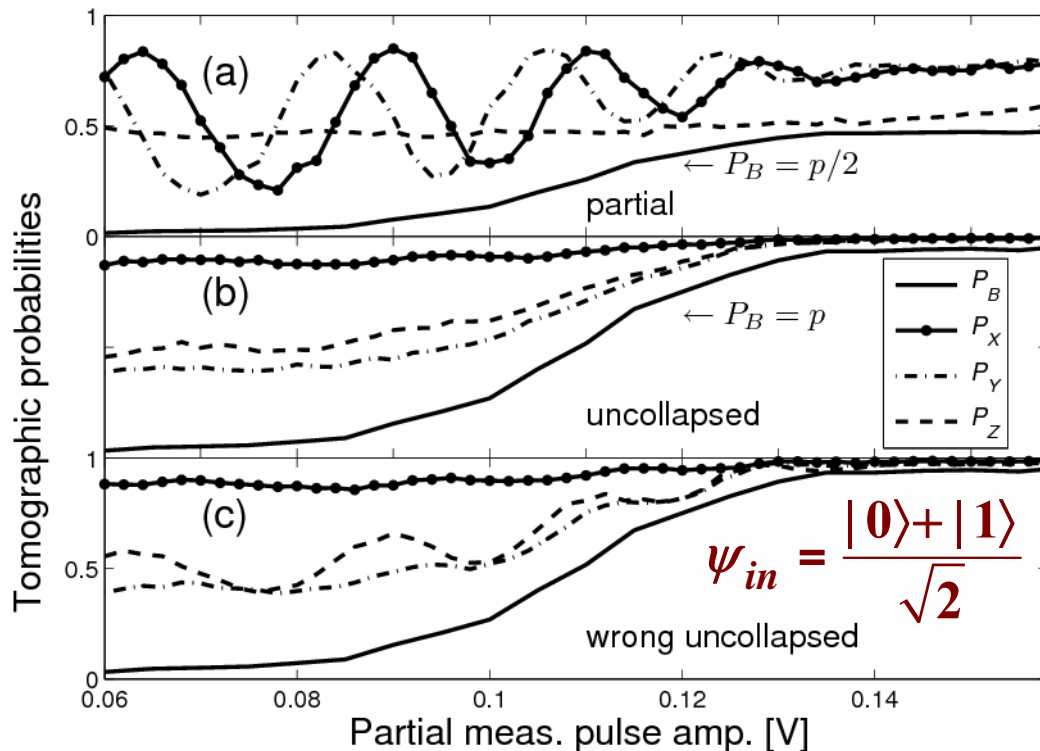 1
(a)
0.5
← P_B = p/2
partial
0
(b)
← P_B = p
P_B
P_X
P_Y
P_Z
uncollapsed
1
(c)
0.5
ψ_in = |0⟩+|1⟩ / √2
wrong uncollapsed
0
0.06
0.08
0.1
0.12
0.14
Partial meas. pulse amp. [V]
Tomographic probabilities